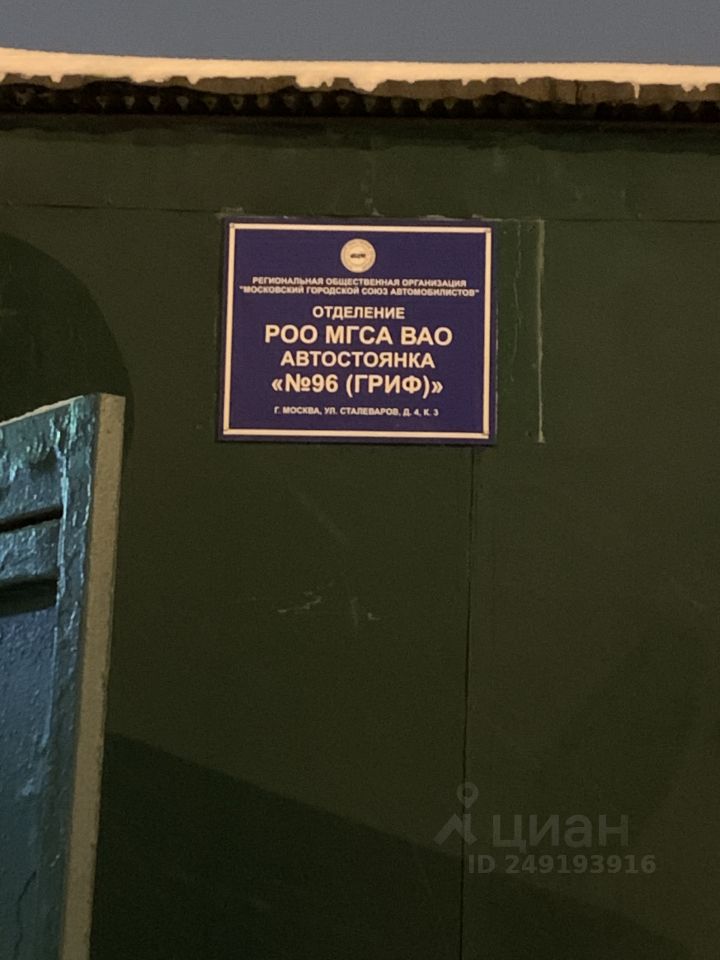 РЕГИОНАЛЬНАЯ ОБЩЕСТВЕННАЯ ОРГАНИЗАЦИЯ
"МОСКОВСКИЙ ГОРОДСКОЙ СОЮЗ АВТОМОБИЛИСТОВ"
ОТДЕЛЕНИЕ
РОО МГСА ВАО
АВТОСТОЯНКА
«№96 (ГРИФ)»
Г. МОСКВА, УЛ. СТАЛЕВАРОВ, Д. 4, К. 3
циан
ID 249193916